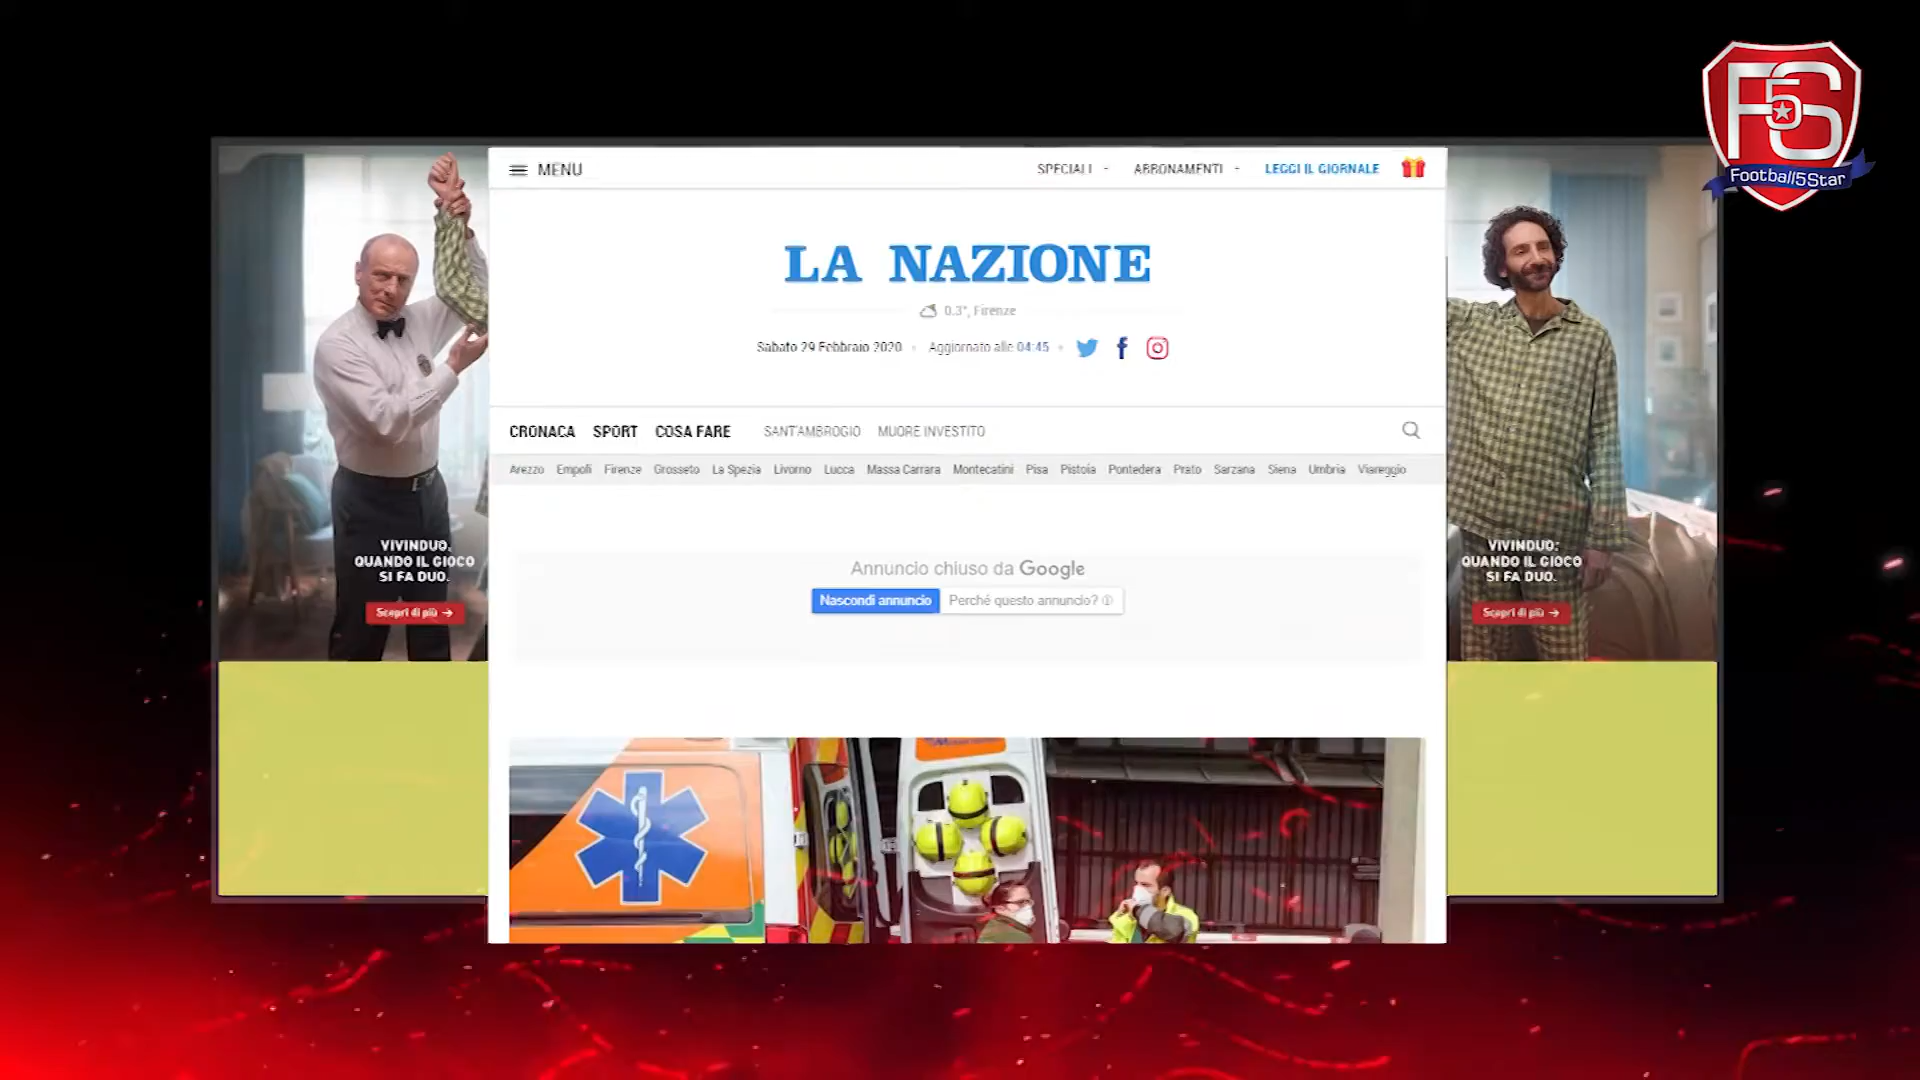 F5S
Football5Star
MENU
SPECIALI
ABBONAMENTI
LEGGI IL GIORNALE
LA NAZIONE
0.3°, Firenze
Sabato 29 Febbraio 2020
Aggiornato alle 04:45
CRONACA SPORT COSA FARE SANT'AMBROGIO MUORE INVESTITO
Arezzo Empoli Firenze Grosseto La Spezia Livorno Lucca Massa Carrara Montecatini Pisa Pistoia Pontedera Prato Sarzana Siena Umbria Viareggio
VIVINDUO.
QUANDO IL GIOCO
SI FA DUO.
Scopri di più →
Annuncio chiuso da Google
Nascondi annuncio
Perché questo annuncio?
VIVINDUO:
QUANDO IL GIOCO
SI FA DUO.
Scopri di più →